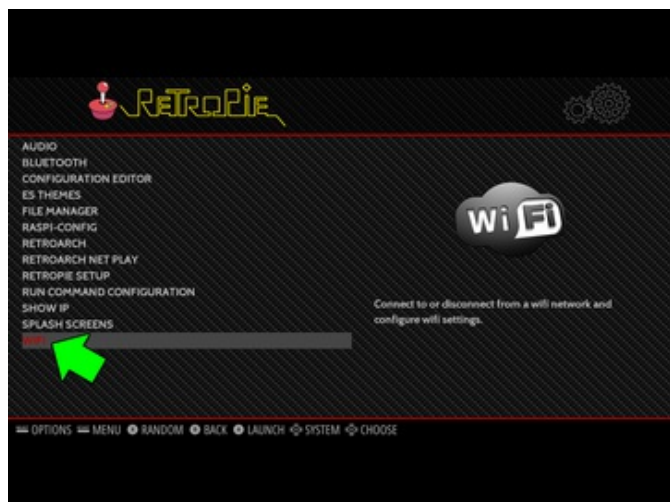 RETROPIE
AUDIO
BLUETOOTH
CONFIGURATION EDITOR
ES THEMES
FILE MANAGER
RASPI-CONFIG
RETROARCH
RETROARCH NET PLAY
RETROPIE SETUP
RUN COMMAND CONFIGURATION
SHOW IP
SPLASH SCREENS
WIFI
Wi Fi
Connect to or disconnect from a wifi network and
configure wifi settings.
OPTIONS MENU RANDOM BACK LAUNCH SYSTEM CHOOSE